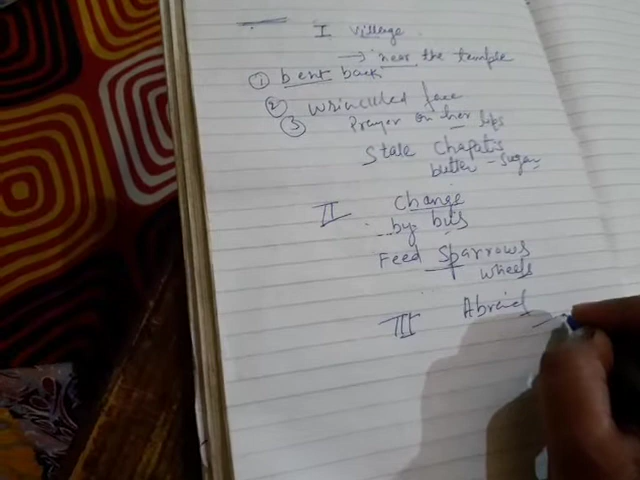 I village
→ near the temple
① bent back
② wrinculed face
③ Prayer on her lips
Stale Chapatis
butter - Sugar
II Change
by bus
Feed Sparrows
wheels
III Abroad